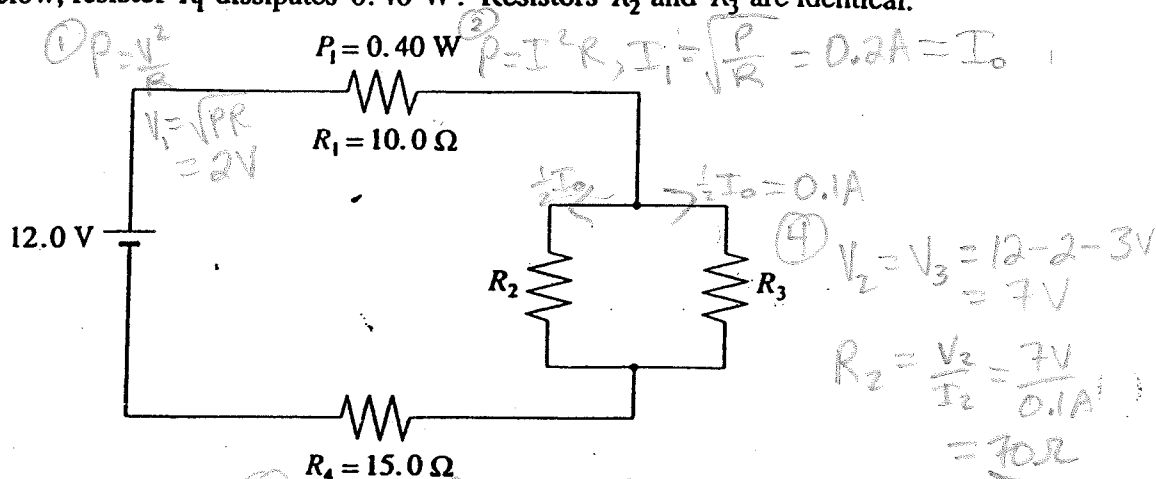 below, resistor R₁ dissipates 0.40 W. Resistors R₂ and R₃ are identical.
① P = V²/R
P₁ = 0.40 W
② P = I²R, I₁ = √(P/R) = 0.2A = I₀
V₁ = √PR
= 2V
R₁ = 10.0 Ω
½I₀
½I₀ = 0.1A
12.0 V
R₂
R₃
④ V₂ = V₃ = 12-2-3V
= 7V
R₂ = V₂/I₂ = 7V/0.1A
= 70Ω
R₄ = 15.0 Ω